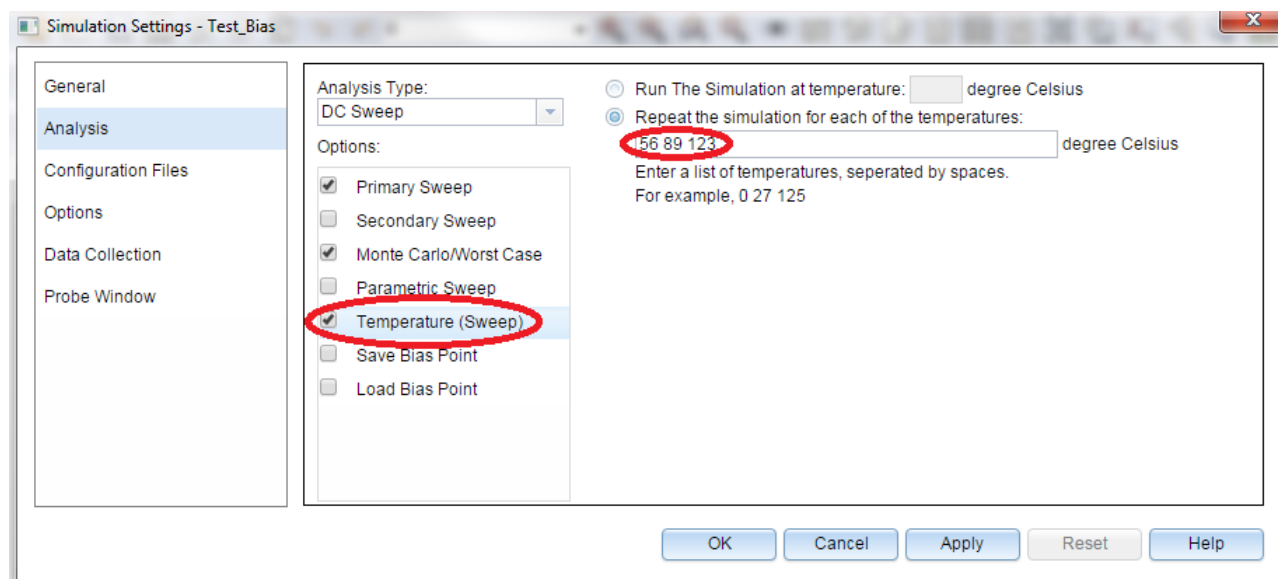 Simulation Settings - Test_Bias
General
Analysis
Configuration Files
Options
Data Collection
Probe Window
Analysis Type:
DC Sweep
Options:
Primary Sweep
Secondary Sweep
Monte Carlo/Worst Case
Parametric Sweep
Temperature (Sweep)
Save Bias Point
Load Bias Point
Run The Simulation at temperature: degree Celsius
Repeat the simulation for each of the temperatures:
56 89 123 degree Celsius
Enter a list of temperatures, seperated by spaces.
For example, 0 27 125
OK Cancel Apply Reset Help